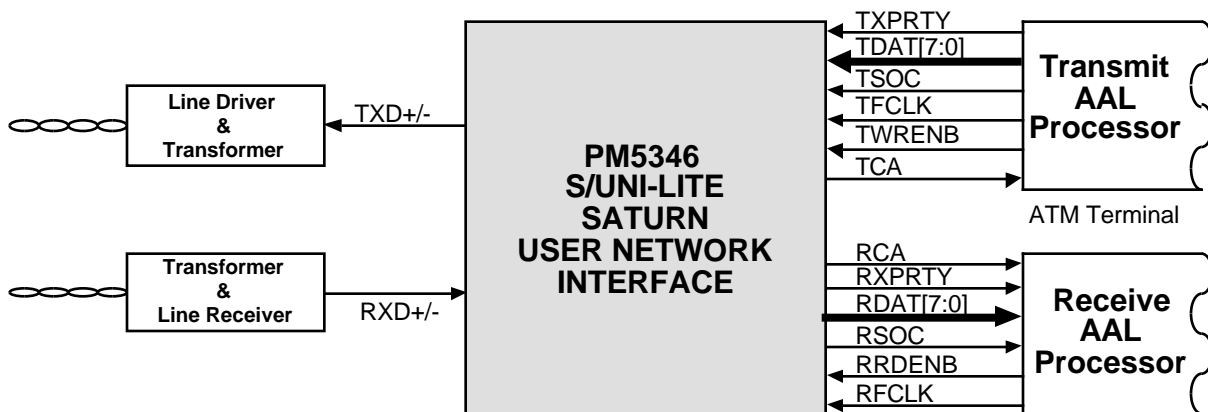 Line Driver
&
Transformer
TXD+/-
Transformer
&
Line Receiver
RXD+/-
PM5346
S/UNI-LITE
SATURN
USER NETWORK
INTERFACE
TXPRTY
TDAT[7:0]
TSOC
TFCLK
TWRENB
TCA
Transmit
AAL
Processor
ATM Terminal
RCA
RXPRTY
RDAT[7:0]
RSOC
RRDENB
RFCLK
Receive
AAL
Processor